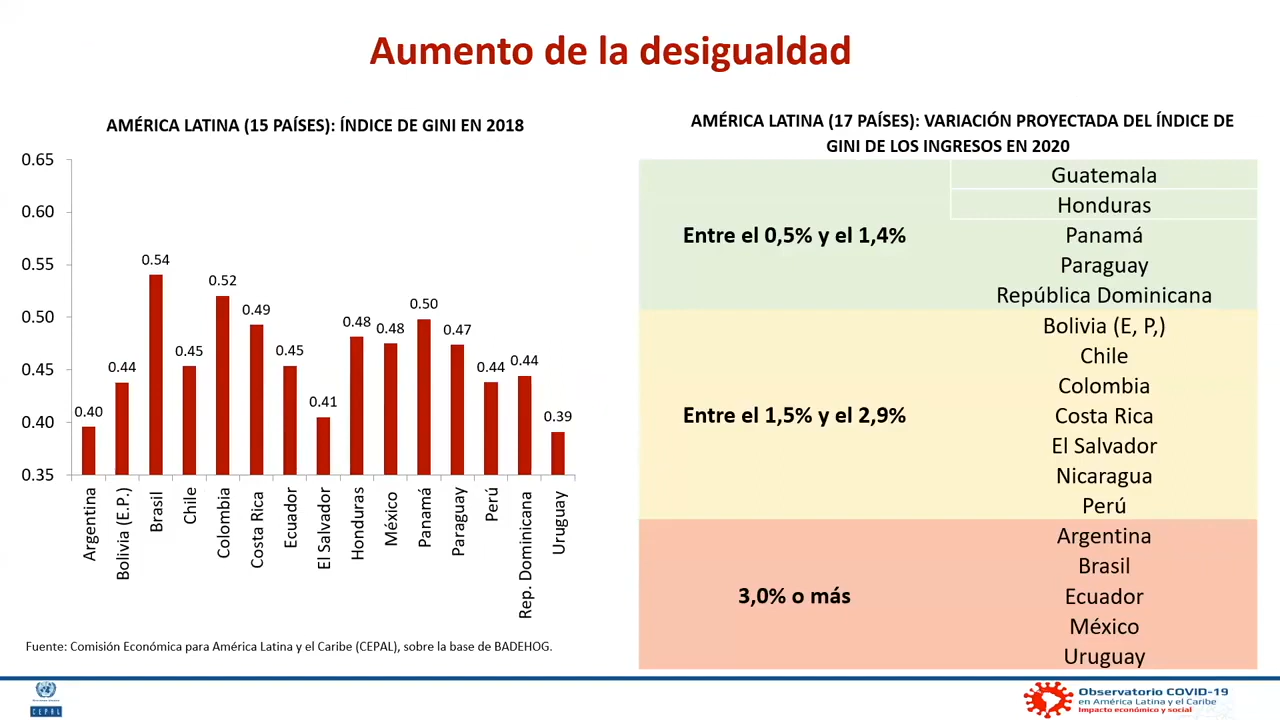 Aumento de la desigualdad
AMÉRICA LATINA (15 PAÍSES): ÍNDICE DE GINI EN 2018
0.65
0.60
0.55
0.50
0.45
0.40
0.35
0.40
0.44
0.54
0.45
0.52
0.49
0.45
0.41
0.48
0.48
0.50
0.47
0.44
0.44
0.39
Argentina
Bolivia (E.P.)
Brasil
Chile
Colombia
Costa Rica
Ecuador
El Salvador
Honduras
México
Panamá
Paraguay
Perú
Rep. Dominicana
Uruguay
Fuente: Comisión Económica para América Latina y el Caribe (CEPAL), sobre la base de BADEHOG.
AMÉRICA LATINA (17 PAÍSES): VARIACIÓN PROYECTADA DEL ÍNDICE DE
GINI DE LOS INGRESOS EN 2020
Entre el 0,5% y el 1,4%
Guatemala
Honduras
Panamá
Paraguay
República Dominicana
Entre el 1,5% y el 2,9%
Bolivia (E, P,)
Chile
Colombia
Costa Rica
El Salvador
Nicaragua
Perú
3,0% o más
Argentina
Brasil
Ecuador
México
Uruguay
CEPAL
Observatorio COVID-19
en América Latina y el Caribe
Impacto económico y social